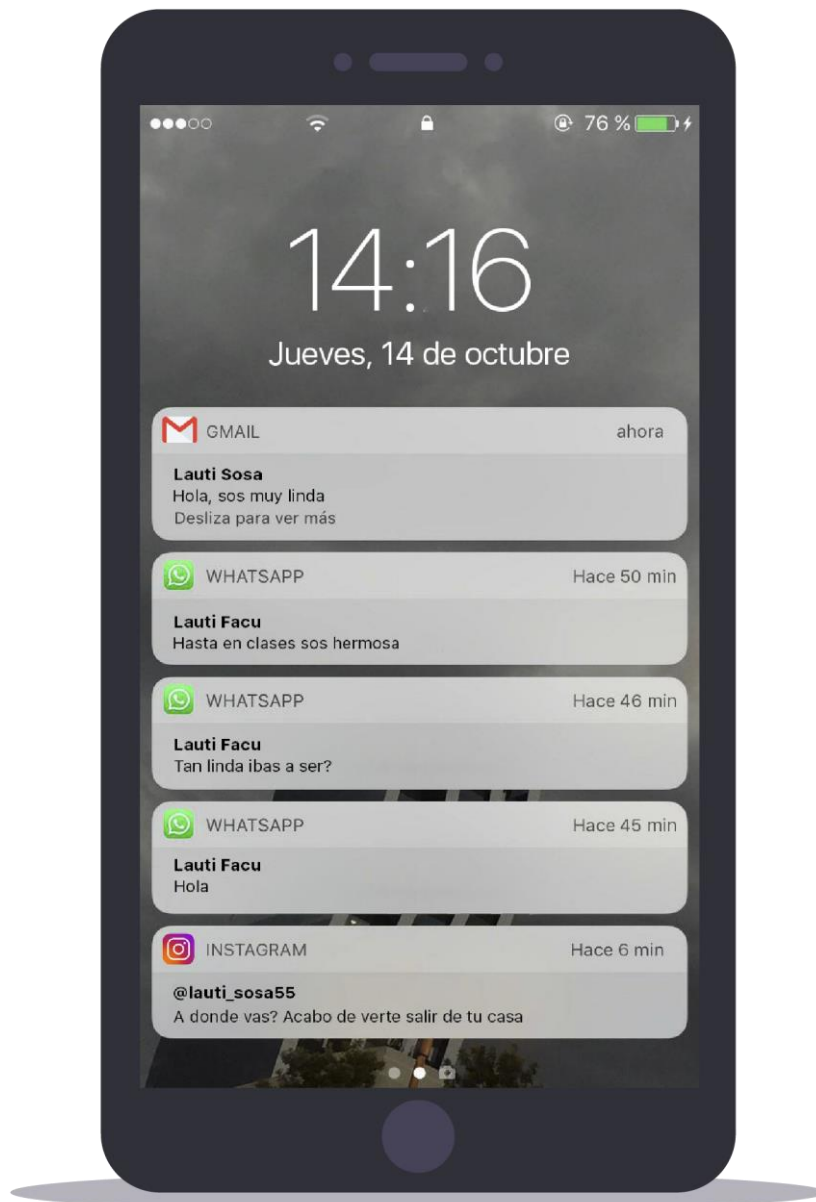 76 %
14:16
Jueves, 14 de octubre
GMAIL ahora
Lauti Sosa
Hola, sos muy linda
Desliza para ver más
WHATSAPP Hace 50 min
Lauti Facu
Hasta en clases sos hermosa
WHATSAPP Hace 46 min
Lauti Facu
Tan linda ibas a ser?
WHATSAPP Hace 45 min
Lauti Facu
Hola
INSTAGRAM Hace 6 min
@lauti_sosa55
A donde vas? Acabo de verte salir de tu casa